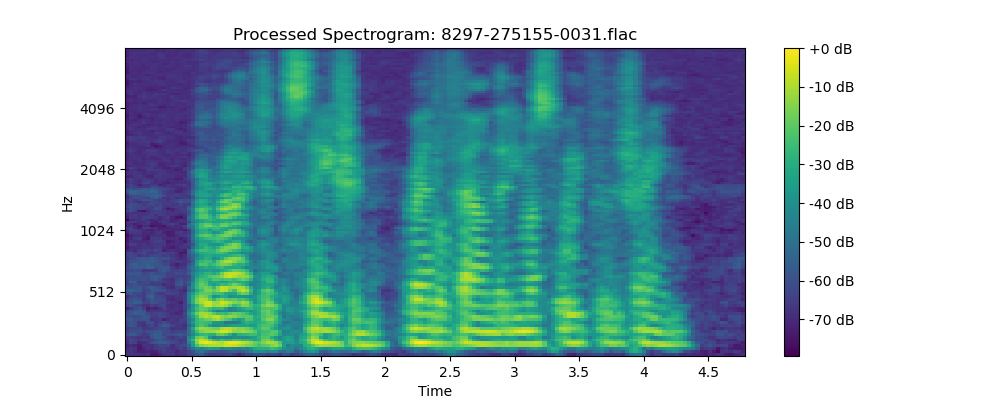 Processed Spectrogram: 8297-275155-0031.flac
+0 dB
-10 dB
-20 dB
-30 dB
-40 dB
-50 dB
-60 dB
-70 dB
4096
2048
1024
512
0
Hz
0 0.5 1 1.5 2 2.5 3 3.5 4 4.5
Time